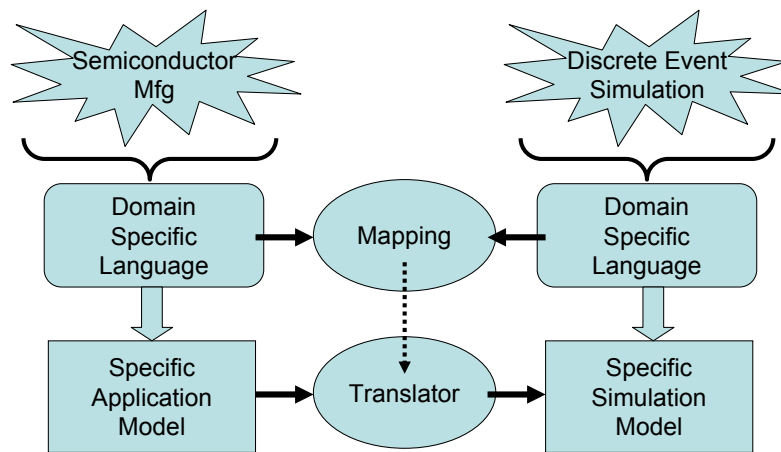 Semiconductor
Mfg
Discrete Event
Simulation
Domain
Specific
Language
Mapping
Domain
Specific
Language
Specific
Application
Model
Translator
Specific
Simulation
Model